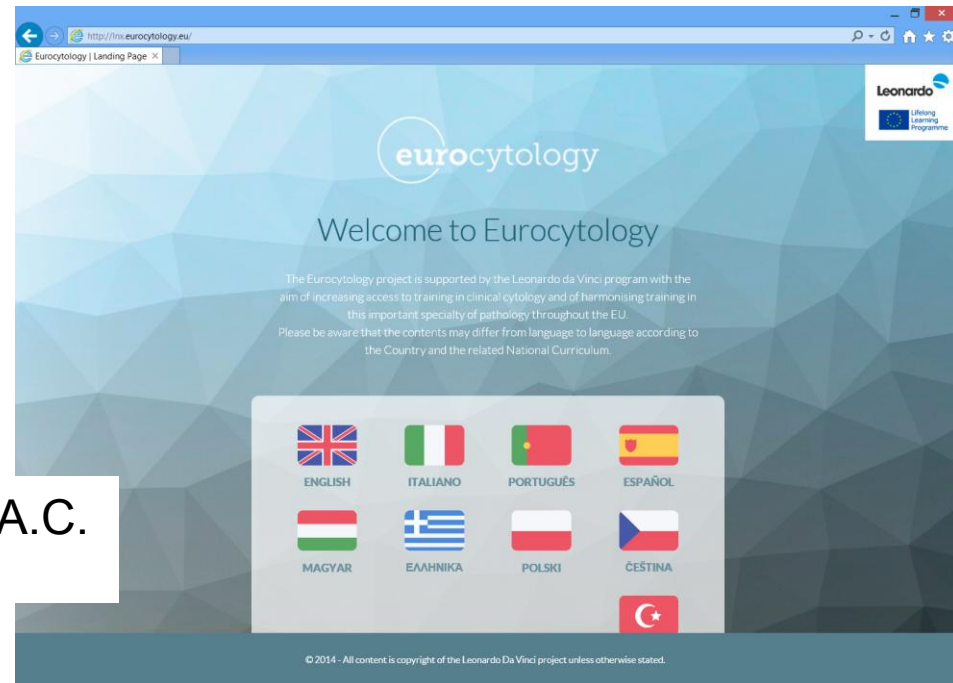 http://lnx.eurocytology.eu/
Eurocytology | Landing Page
Leonardo
Lifelong
Learning
Programme
eurocytology
Welcome to Eurocytology
The Eurocytology project is supported by the Leonardo da Vinci program with the
aim of increasing access to training in clinical cytology and of harmonising training in
this important specialty of pathology throughout the EU.
Please be aware that the contents may differ from language to language according to
the Country and the related National Curriculum.
ENGLISH ITALIANO PORTUGUÊS ESPAÑOL
A.C.
MAGYAR ΕΛΛΗΝΙΚΆ POLSKI ČEŠTINA
© 2014 - All content is copyright of the Leonardo Da Vinci project unless otherwise stated.